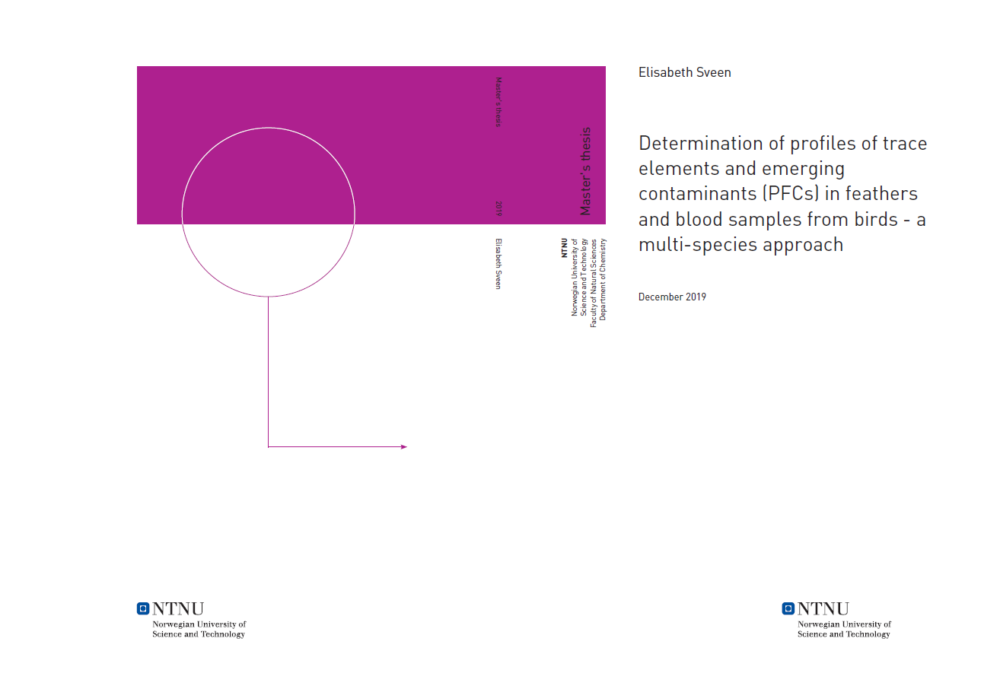 Master's thesis
2019
Elisabeth Sveen
Master's thesis
NTNU
Norwegian University of
Science and Technology
Faculty of Natural Sciences
Department of Chemistry
Elisabeth Sveen
Determination of profiles of trace
elements and emerging
contaminants (PFCs) in feathers
and blood samples from birds - a
multi-species approach
December 2019
NTNU
Norwegian University of
Science and Technology
NTNU
Norwegian University of
Science and Technology